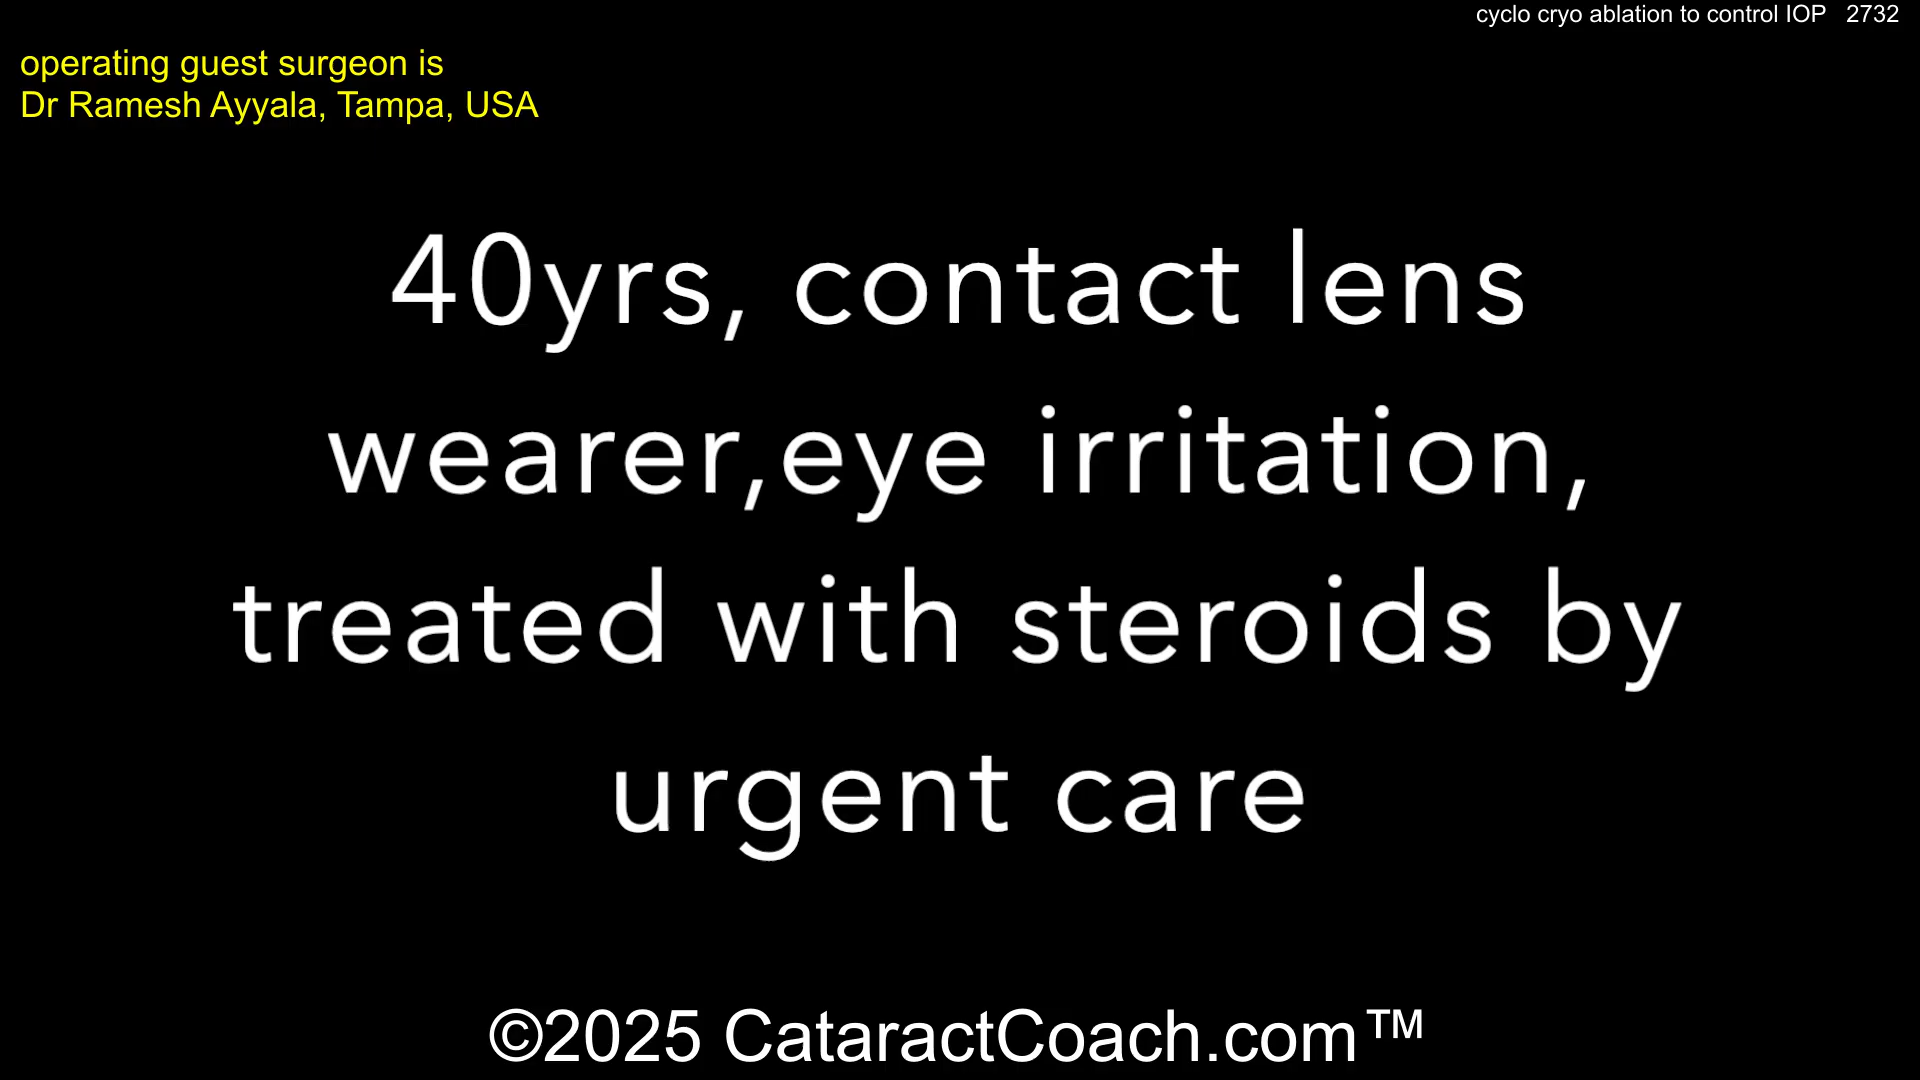 cyclo cryo ablation to control IOP   2732
operating guest surgeon is
Dr Ramesh Ayyala, Tampa, USA
40yrs, contact lens
wearer,eye irritation,
treated with steroids by
urgent care
©2025 CataractCoach.com™